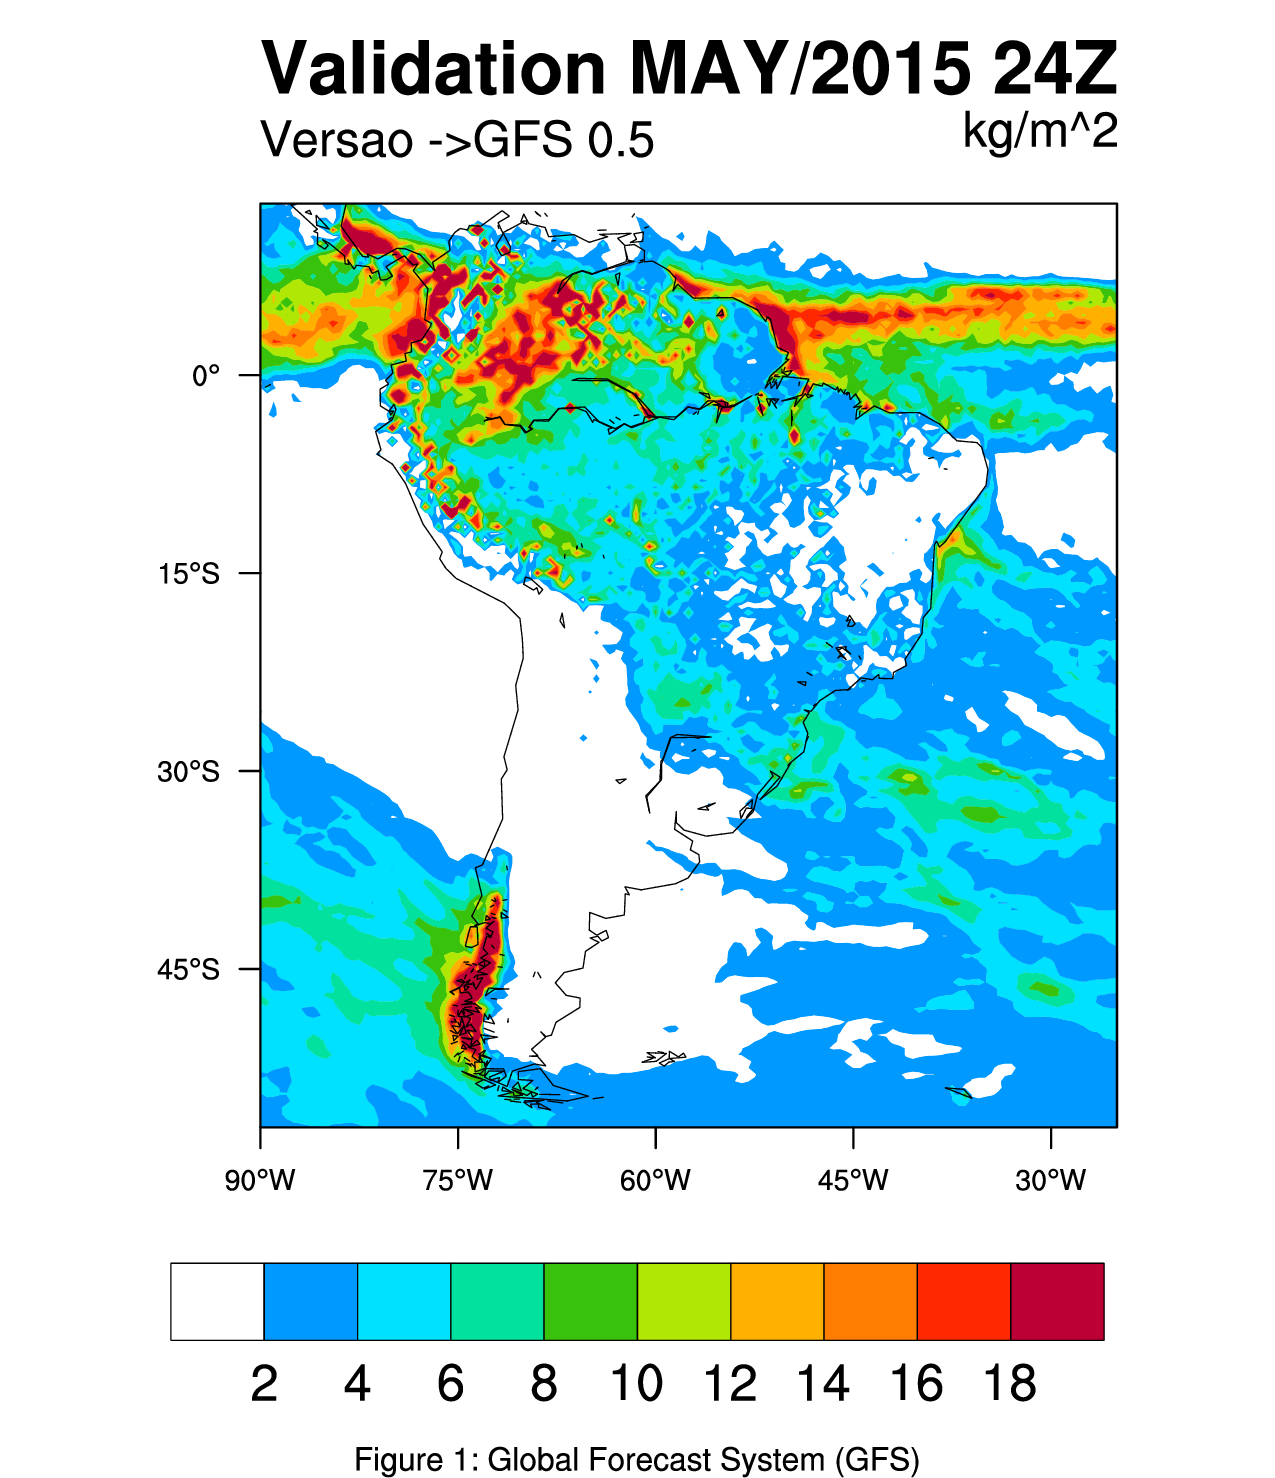 Validation MAY/2015 24Z
Versao ->GFS 0.5
kg/m^2
0°
15°S
30°S
45°S
90°W 75°W 60°W 45°W 30°W
2 4 6 8 10 12 14 16 18
Figure 1: Global Forecast System (GFS)